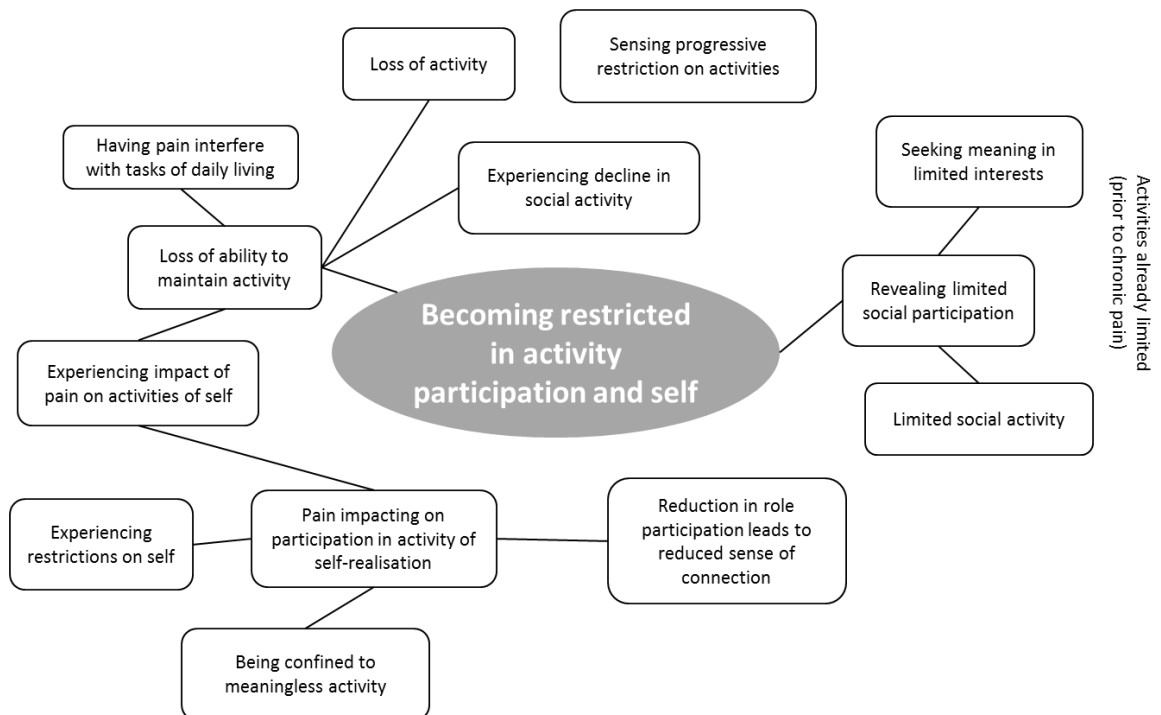 Loss of activity
Sensing progressive
restriction on activities
Having pain interfere
with tasks of daily living
Experiencing decline in
social activity
Seeking meaning in
limited interests
Activities already limited
(prior to chronic pain)
Loss of ability to
maintain activity
Revealing limited
social participation
Becoming restricted
in activity
participation and self
Experiencing impact of
pain on activities of self
Limited social activity
Experiencing
restrictions on self
Pain impacting on
participation in activity of
self-realisation
Reduction in role
participation leads to
reduced sense of
connection
Being confined to
meaningless activity